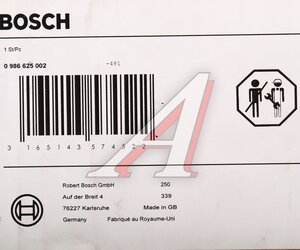 BOSCH
1 St/Pc
0 986 625 002
-481
3 165143 574522
Robert Bosch GmbH 250
Auf der Breit 4 339
76227 Karlsruhe Made in GB
Germany Fabriqué au Royaume-Uni